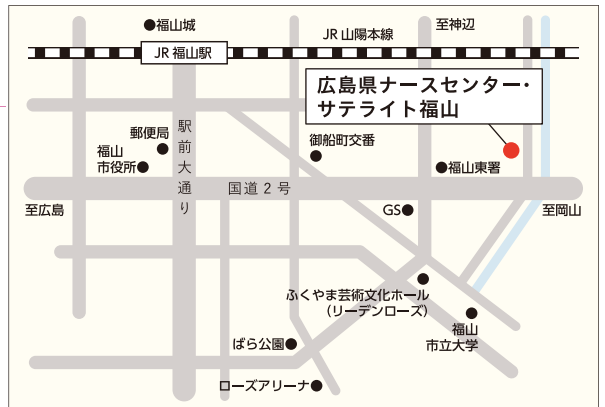 福山城
JR 山陽本線
至神辺
JR 福山駅
広島県ナースセンター・
サテライト福山
駅前大通り
郵便局
御船町交番
福山
市役所
福山東署
国道2号
至広島
GS
至岡山
ふくやま芸術文化ホール
（リーデンローズ）
福山
市立大学
ばら公園
ローズアリーナ